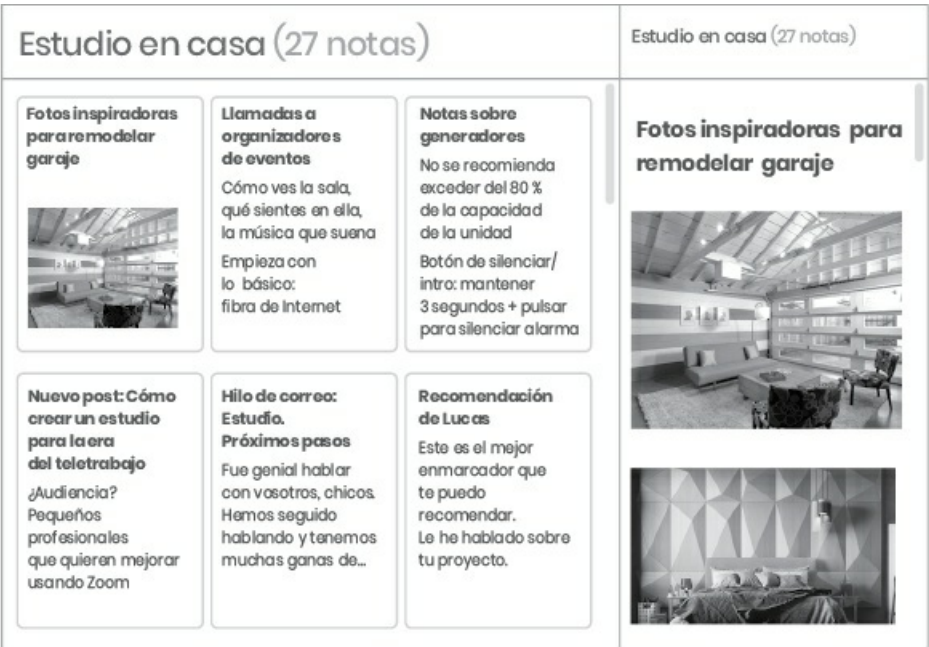 Estudio en casa (27 notas)
Fotos inspiradoras
para remodelar
garaje
Llamadas a
organizadores
de eventos
Cómo ves la sala,
qué sientes en ella,
la música que suena
Empieza con
lo básico:
fibra de Internet
Notas sobre
generadores
No se recomienda
exceder del 80 %
de la capacidad
de la unidad
Botón de silenciar/
intro: mantener
3 segundos + pulsar
para silenciar alarma
Nuevo post: Cómo
crear un estudio
para la era
del teletrabajo
¿Audiencia?
Pequeños
profesionales
que quieren mejorar
usando Zoom
Hilo de correo:
Estudio.
Próximos pasos
Fue genial hablar
con vosotros, chicos.
Hemos seguido
hablando y tenemos
muchas ganas de...
Recomendación
de Lucas
Este es el mejor
enmarcador que
te puedo
recomendar.
Le he hablado sobre
tu proyecto.
Estudio en casa (27 notas)
Fotos inspiradoras para
remodelar garaje